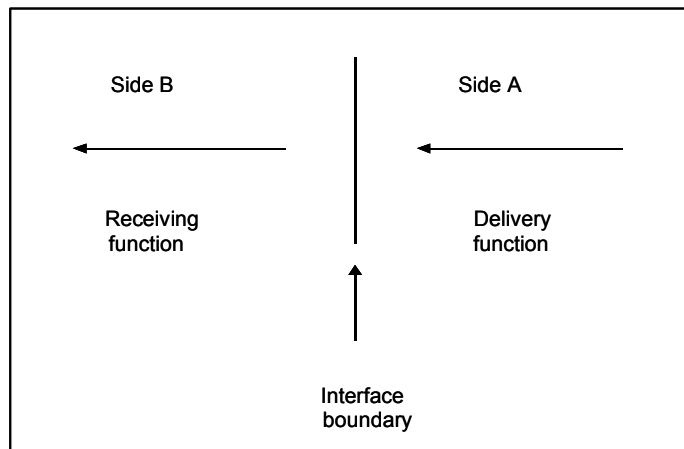 Side B
Side A
Receiving
function
Delivery
function
Interface
boundary